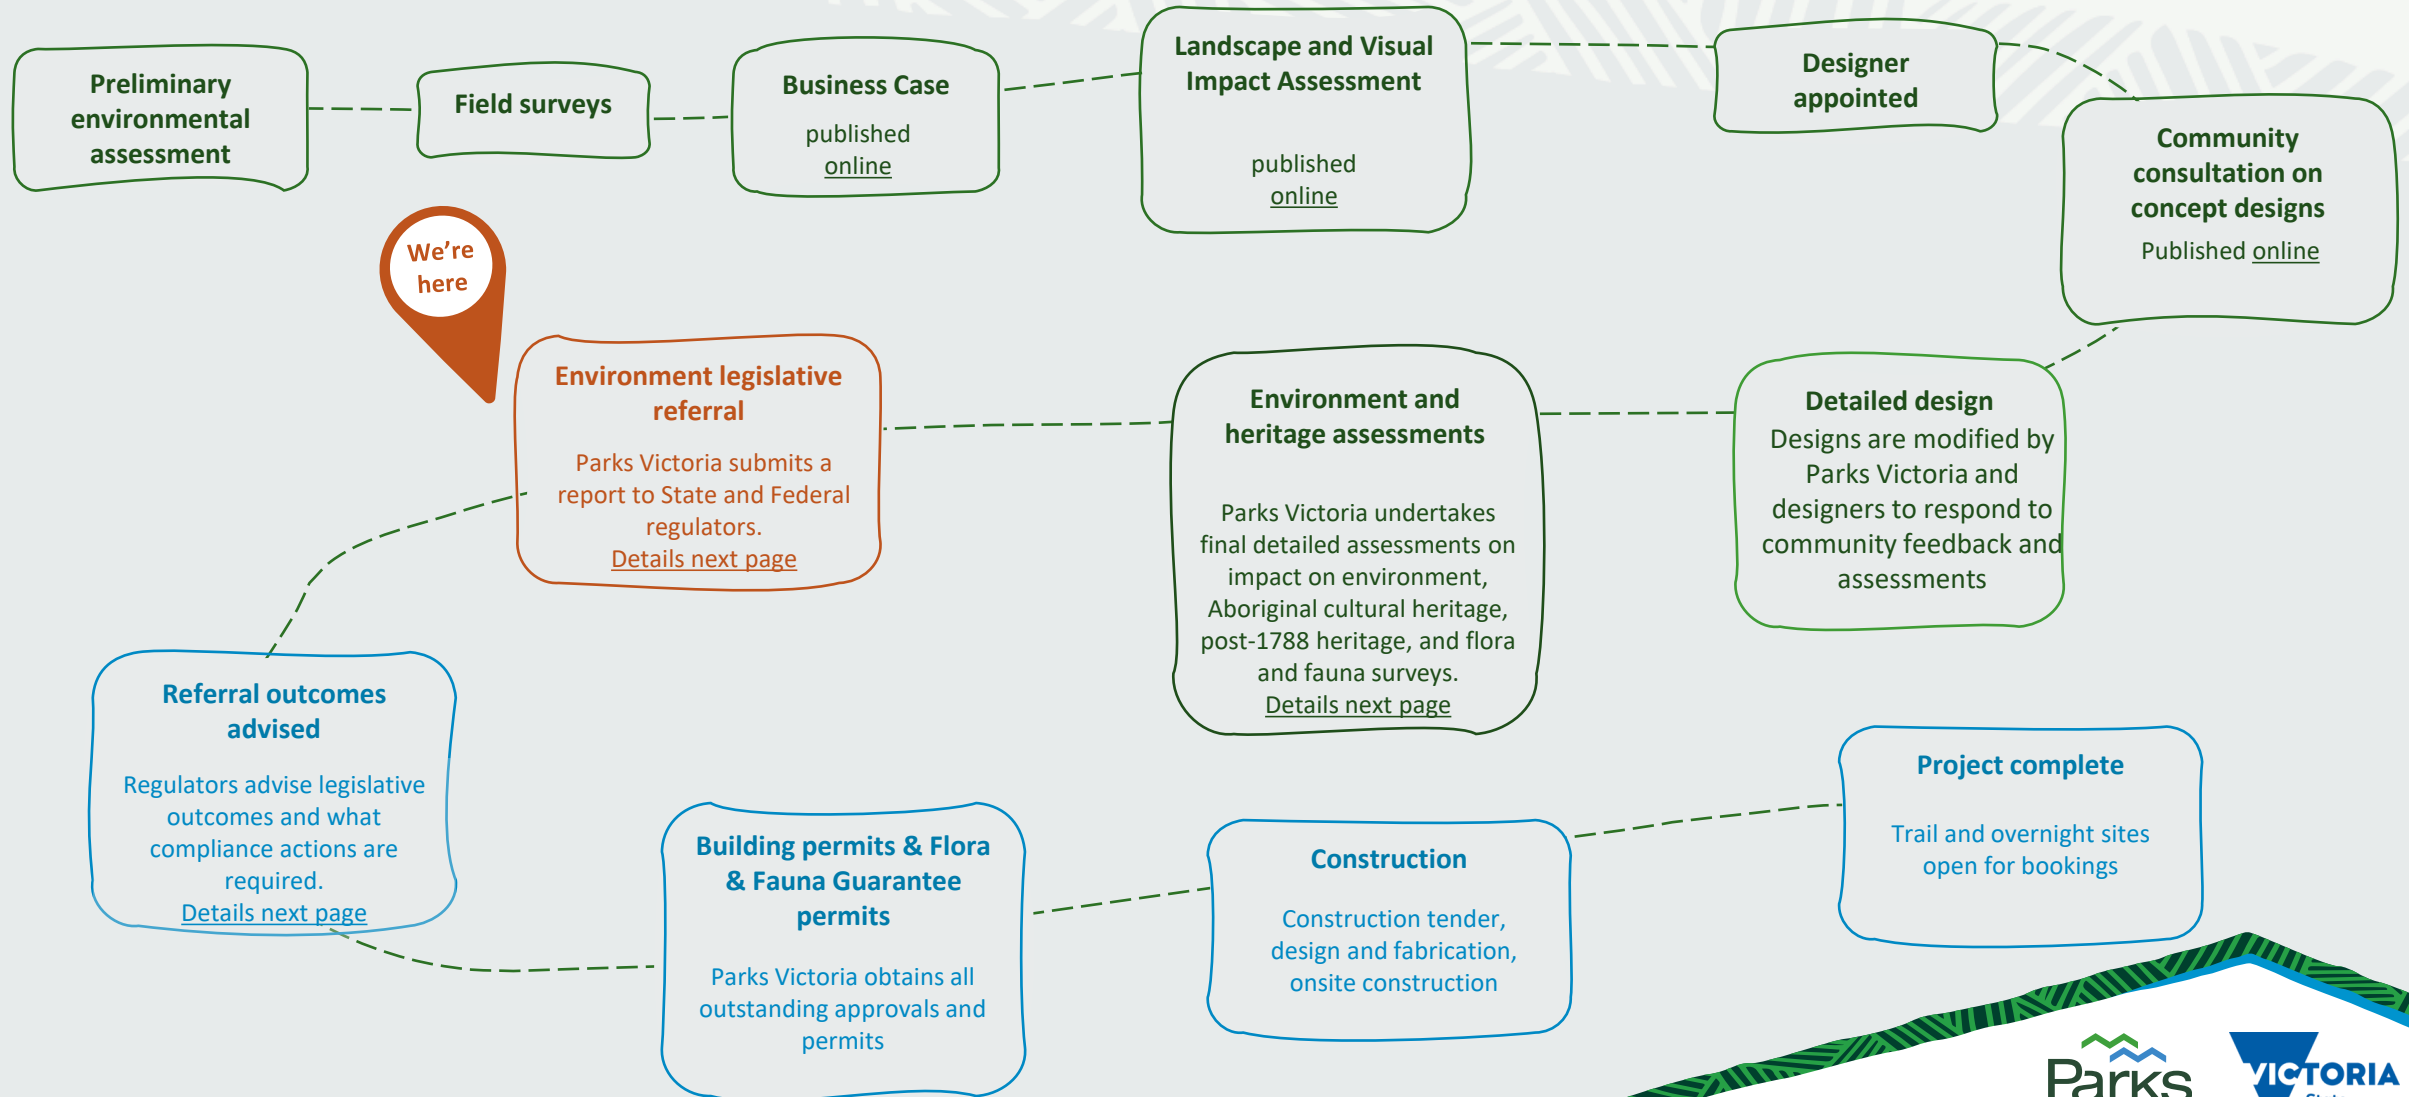 Preliminary
environmental
assessment
Field surveys
Business Case
published
online
Landscape and Visual
Impact Assessment
published
online
Designer
appointed
Community
consultation on
concept designs
Published online
We're
here
Environment legislative
referral
Parks Victoria submits a
report to State and Federal
regulators.
Details next page
Environment and
heritage assessments
Parks Victoria undertakes
final detailed assessments on
impact on environment,
Aboriginal cultural heritage,
post-1788 heritage, and flora
and fauna surveys.
Details next page
Detailed design
Designs are modified by
Parks Victoria and
designers to respond to
community feedback and
assessments
Referral outcomes
advised
Regulators advise legislative
outcomes and what
compliance actions are
required.
Details next page
Building permits & Flora
& Fauna Guarantee
permits
Parks Victoria obtains all
outstanding approvals and
permits
Construction
Construction tender,
design and fabrication,
onsite construction
Project complete
Trail and overnight sites
open for bookings
Parks
VICTORIA